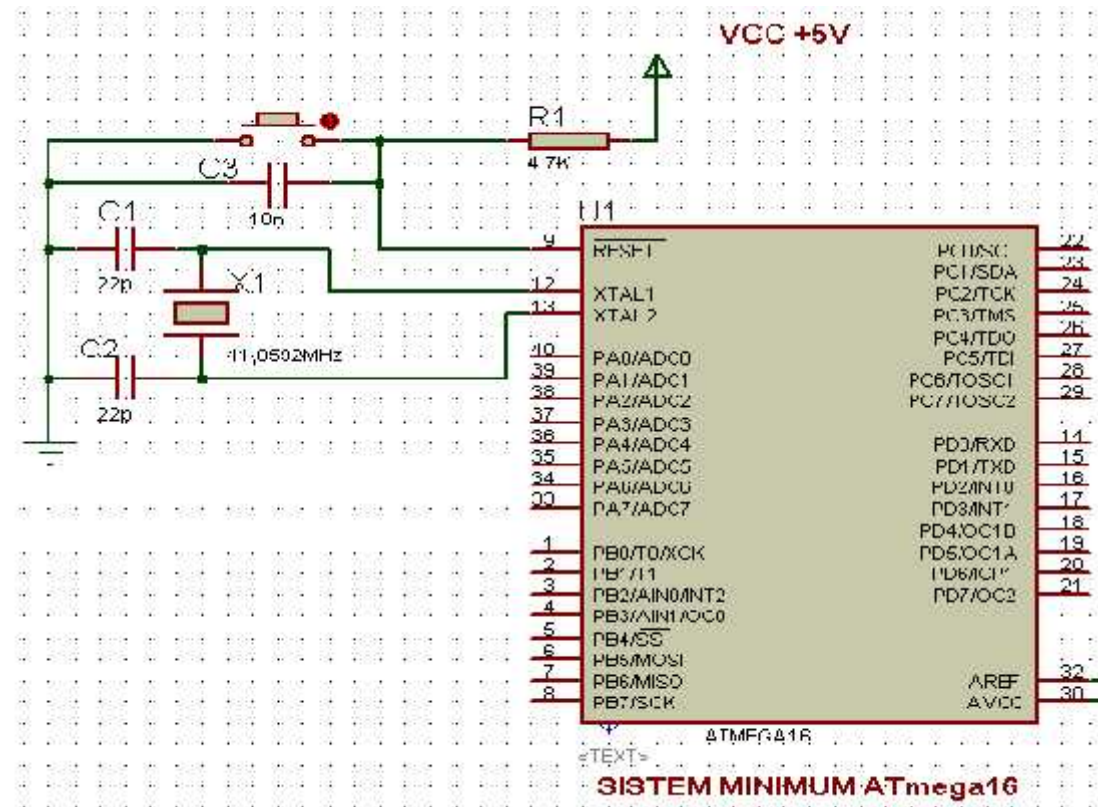 VCC +5V
R1
4.7K
C3
10n
C1
22p
X1
C2
22p
U1
9
RESET
12
XTAL1
13
XTAL2
40
PA0/ADC0
39
PA1/ADC1
38
PA2/ADC2
37
PA3/ADC3
36
PA4/ADC4
35
PA5/ADC5
34
PA6/ADC6
33
PA7/ADC7
1
PB0/T0/XCK
2
PB1/T1
3
PB2/AIN0/INT2
4
PB3/AIN1/OC0
5
PB4/SS
6
PB5/MOSI
7
PB6/MISO
8
PB7/SCK
22
PC0/SCL
23
PC1/SDA
24
PC2/TCK
25
PC3/TMS
26
PC4/TDO
27
PC5/TDI
28
PC6/TOSC1
29
PC7/TOSC2
14
PD0/RXD
15
PD1/TXD
16
PD2/INT0
17
PD3/INT1
18
PD4/OC1B
19
PD5/OC1A
20
PD6/ICP1
21
PD7/OC2
32
AREF
30
AVCC
ATMEGA16
<TEXT>
SISTEM MINIMUM ATmega16